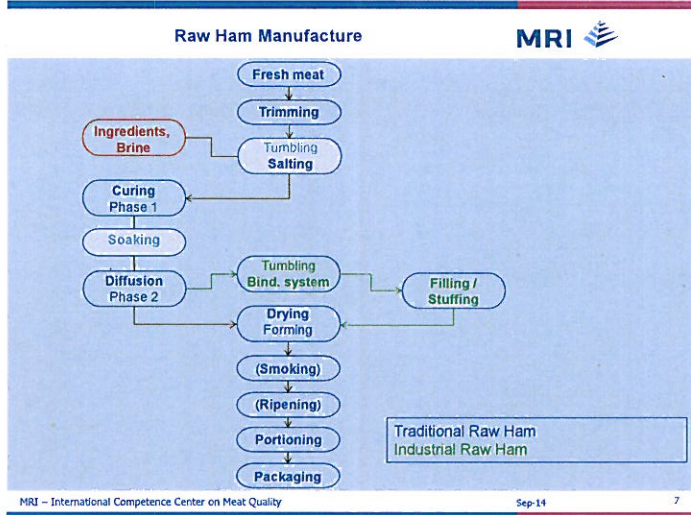 Raw Ham Manufacture
MRI
Fresh meat
Trimming
Ingredients,
Brine
Tumbling
Salting
Curing
Phase 1
Soaking
Diffusion
Phase 2
Tumbling
Bind. system
Filling /
Stuffing
Drying
Forming
(Smoking)
(Ripening)
Portioning
Packaging
Traditional Raw Ham
Industrial Raw Ham
MRI – International Competence Center on Meat Quality
Sep-14
7